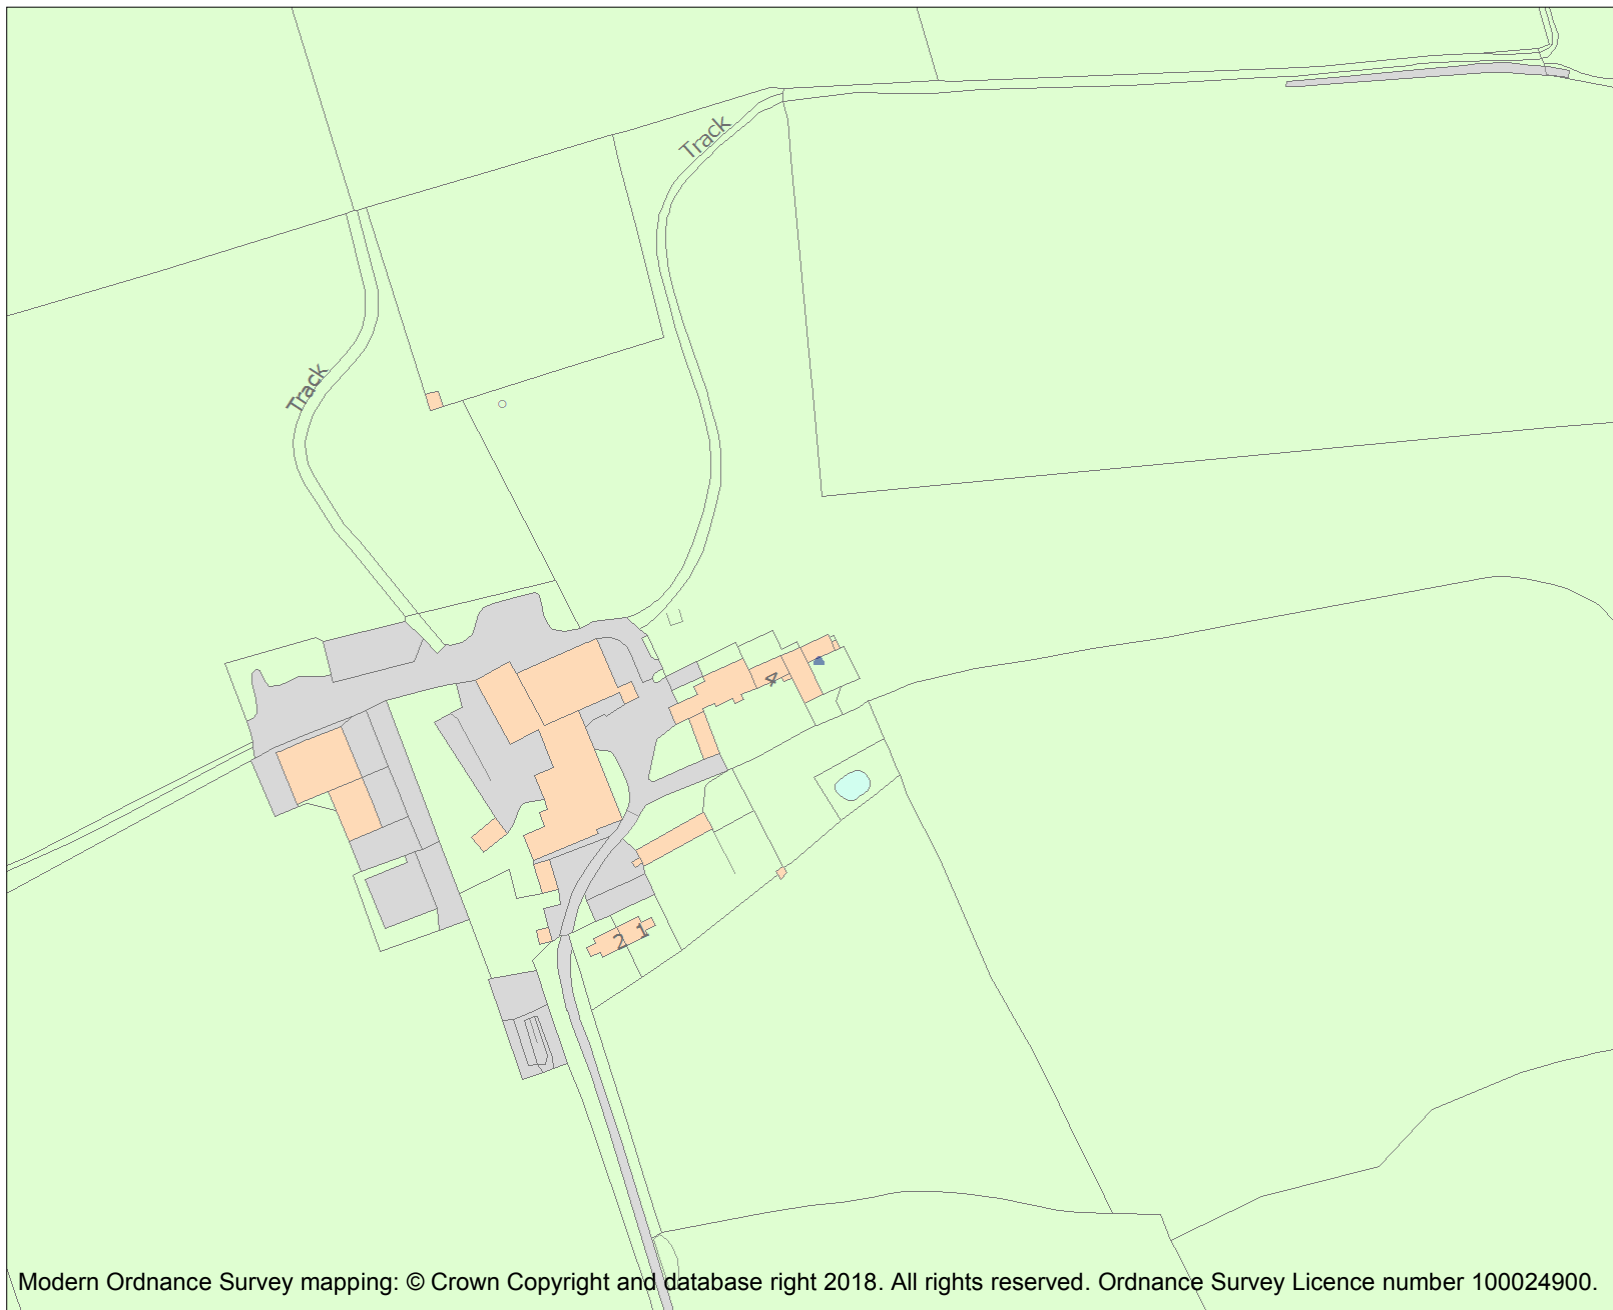 Track
Track
4
2 1
Modern Ordnance Survey mapping: © Crown Copyright and database right 2018. All rights reserved. Ordnance Survey Licence number 100024900.